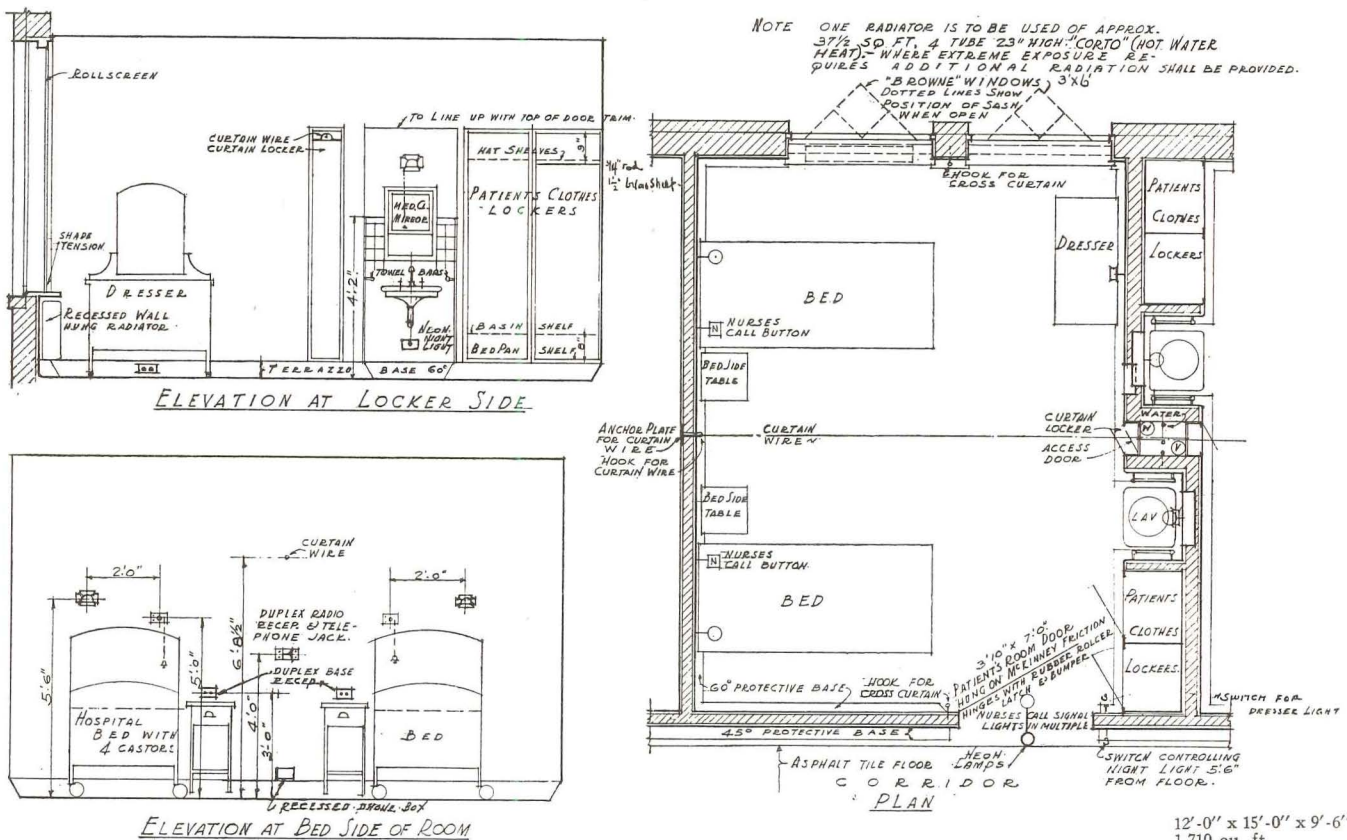 ROLLSCREEN
CURTAIN WIRE
CURTAIN LOCKER
TO LINE UP WITH TOP OF DOOR TRIM.
HAT SHELVES
9"
3/4" rod
MED. C.
MIRROR
PATIENTS CLOTHES
LOCKERS
SHADE
TENSION
DRESSER
TOWEL BARS
4'-2"
RECESSED WALL
HUNG RADIATOR
NEON
NIGHT
LIGHT
BASIN SHELF
BED PAN SHELF
TERRAZZO BASE 60°
ELEVATION AT LOCKER SIDE
CURTAIN
WIRE
2'-0"
2'-0"
DUPLEX RADIO
RECEP. & TELE-
PHONE JACK.
DUPLEX BASE
RECEP.
5'-6"
5'-0"
6'-8½"
4'-0"
3'-0"
HOSPITAL
BED WITH
4 CASTORS
BED
RECESSED PHONE BOX
ELEVATION AT BED SIDE OF ROOM
NOTE ONE RADIATOR IS TO BE USED OF APPROX.
37½ SQ FT, 4 TUBE 23" HIGH "CORTO" (HOT WATER
HEAT).- WHERE EXTREME EXPOSURE RE-
QUIRES ADDITIONAL RADIATION SHALL BE PROVIDED.
"BROWNE" WINDOWS 3'X6'
DOTTED LINES SHOW
POSITION OF SASH
WHEN OPEN
HOOK FOR
CROSS CURTAIN
PATIENTS
CLOTHES
LOCKERS
DRESSER
BED
N
NURSES
CALL BUTTON
BED SIDE
TABLE
ANCHOR PLATE
FOR CURTAIN
WIRE
HOOK FOR
CURTAIN WIRE
CURTAIN
WIRE
CURTAIN
LOCKER
ACCESS
DOOR
WATER
W
V
BED SIDE
TABLE
LAV
N
NURSES
CALL BUTTON.
BED
PATIENTS
CLOTHES
LOCKERS.
3'10" X 7'-0"
PATIENT'S ROOM DOOR
HUNG ON MCKINNEY FRICTION
HINGES WITH RUBBER ROLLER
LATCH & BUMPER
60° PROTECTIVE BASE
HOOK FOR
CROSS CURTAIN
NURSES CALL SIGNAL
LIGHTS IN MULTIPLE
S
SWITCH FOR
DRESSER LIGHT
45° PROTECTIVE BASE
ASPHALT TILE FLOOR
NEON
LAMPS
SWITCH CONTROLLING
NIGHT LIGHT 5'6"
FROM FLOOR.
CORRIDOR
PLAN
12'-0" x 15'-0" x 9'-6"
1,710 cu. ft.